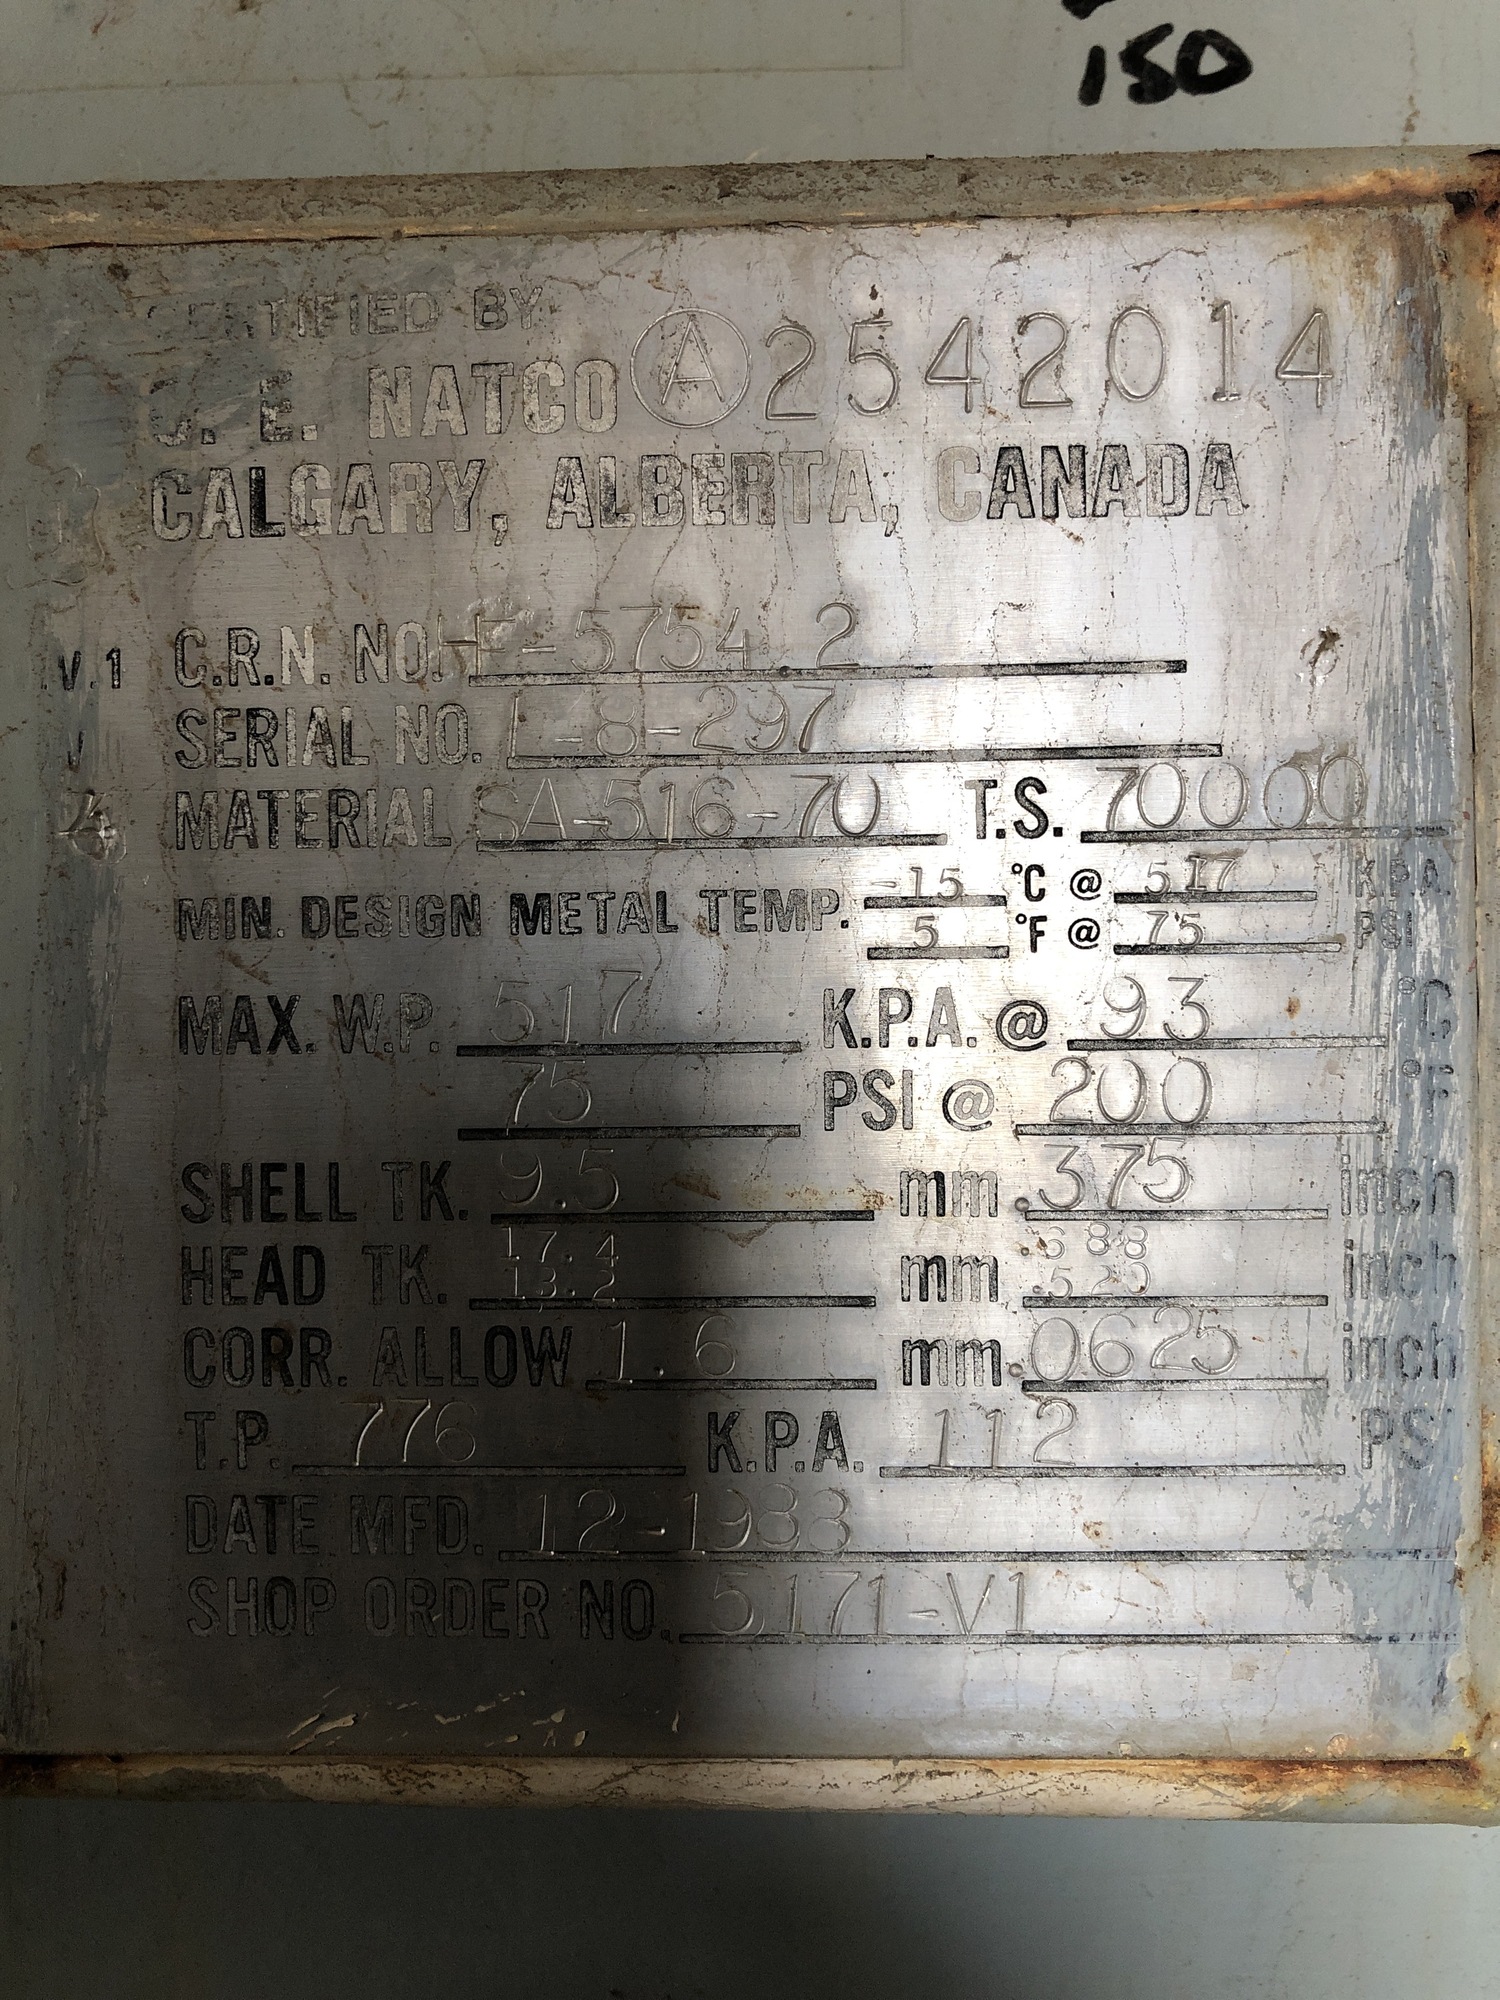 150
CERTIFIED BY
C. E. NATCO Ⓐ 2542014
CALGARY, ALBERTA, CANADA
V.1 C.R.N. NO. H-5754.2
SERIAL NO. L-8-297
MATERIAL SA-516-70 T.S. 70000
MIN. DESIGN METAL TEMP. -15 °C @ 517 K.P.A.
5 °F @ 75 PSI
MAX. W.P. 517 K.P.A. @ 93 °C
75 PSI @ 200 °F
SHELL TK. 9.5 mm .375 inch
HEAD TK. 17.4 mm .688 inch
13.2 .520
CORR. ALLOW 1.6 mm .0625 inch
T.P. 776 K.P.A. 112 PSI
DATE MFD. 12-1988
SHOP ORDER NO. 5171-V1